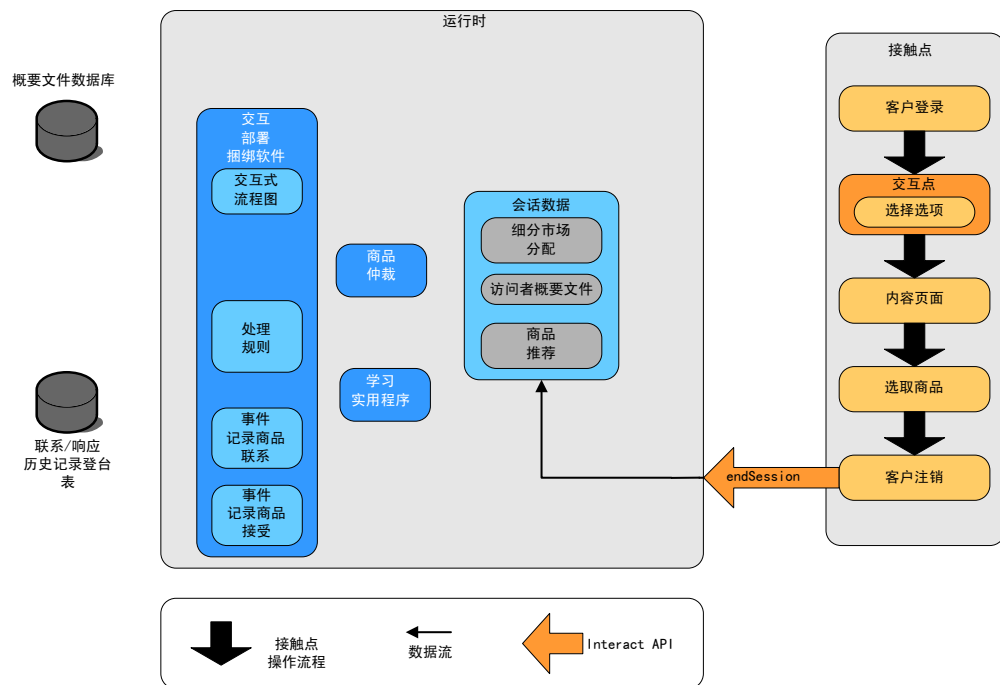 运行时
接触点
概要文件数据库
交互
部署
捆绑软件
交互式
流程图
处理
规则
事件
记录商品
联系
事件
记录商品
接受
商品
仲裁
学习
实用程序
会话数据
细分市场
分配
访问者概要文件
商品
推荐
客户登录
交互点
选择选项
内容页面
选取商品
客户注销
endSession
联系/响应
历史记录登台
表
接触点
操作流程
数据流
Interact API